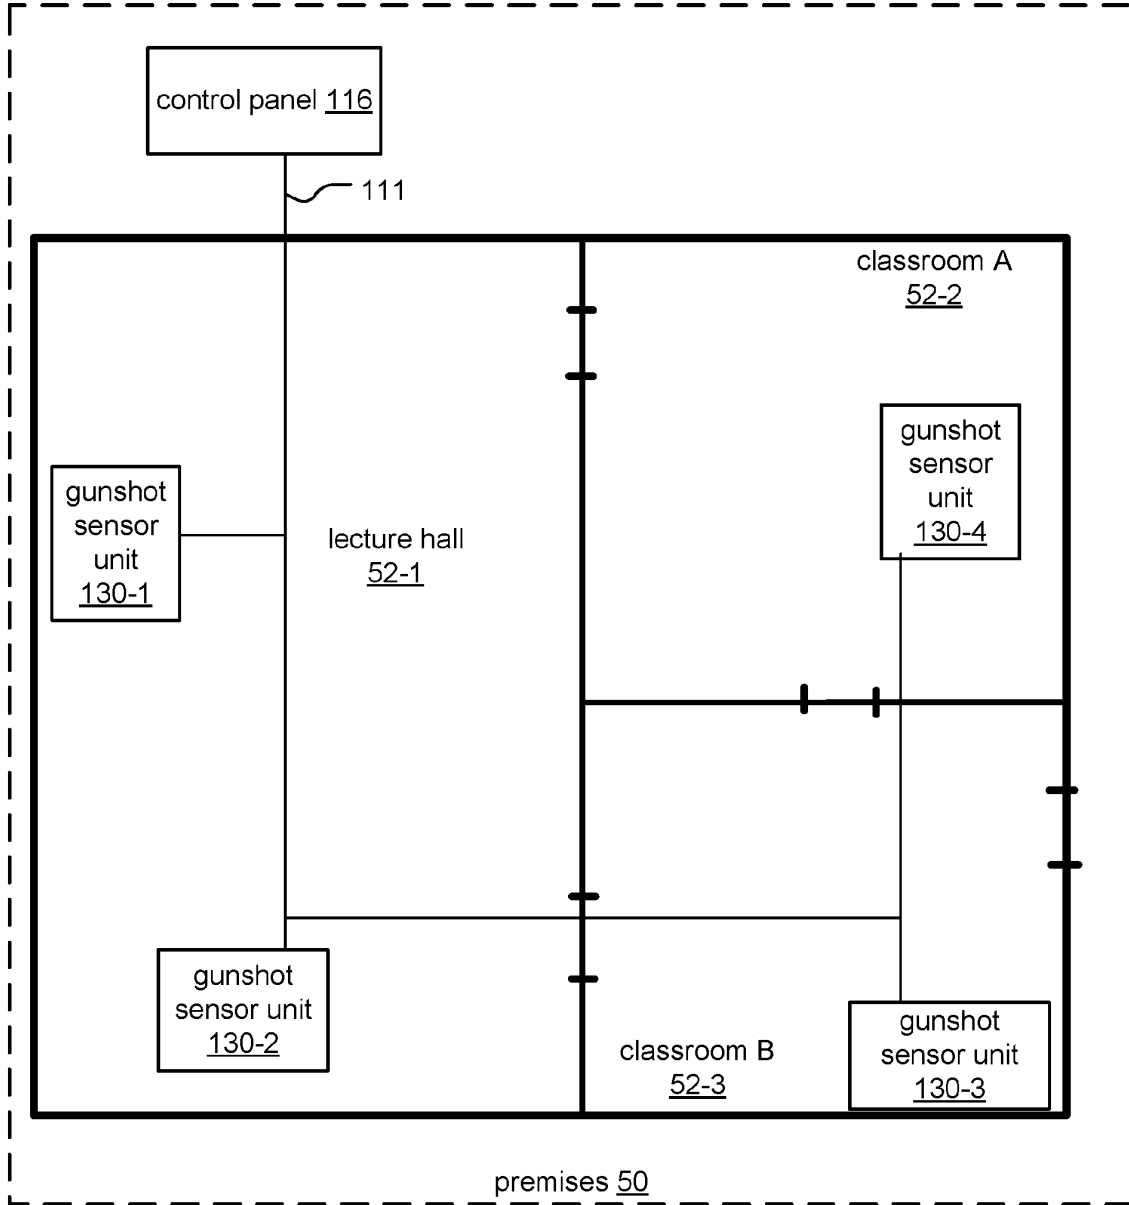 control panel 116
111
classroom A
52-2
gunshot
sensor
unit
130-4
gunshot
sensor
unit
130-1
lecture hall
52-1
gunshot
sensor unit
130-2
classroom B
52-3
gunshot
sensor unit
130-3
premises 50